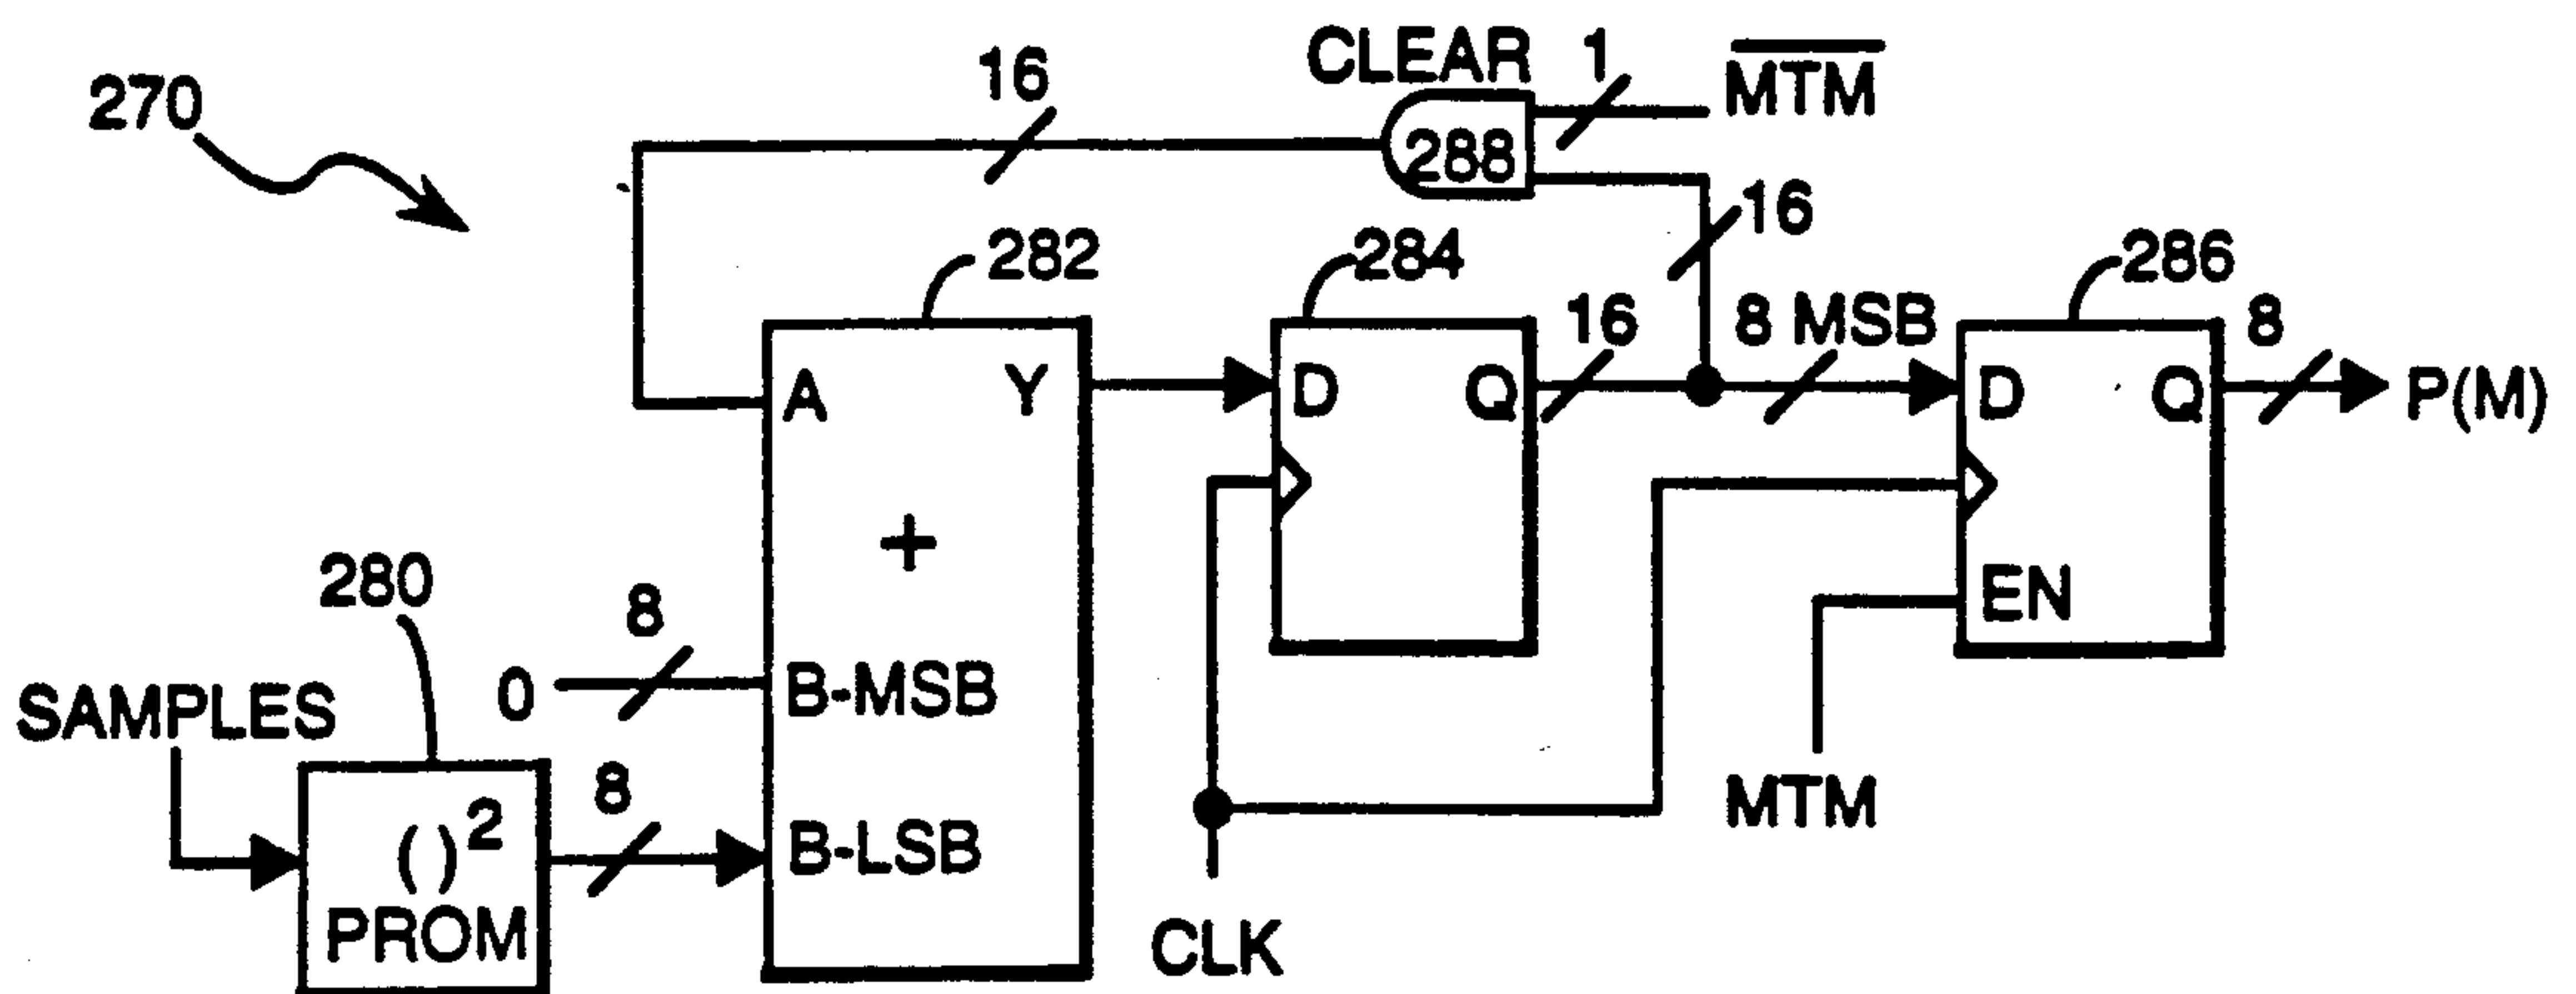 270
16
CLEAR
1
M̅T̅M̅
288
16
282
284
286
16
8 MSB
8
A
Y
D
Q
D
Q
P(M)
+
280
8
EN
0
B-MSB
SAMPLES
8
MTM
( )²
B-LSB
PROM
CLK